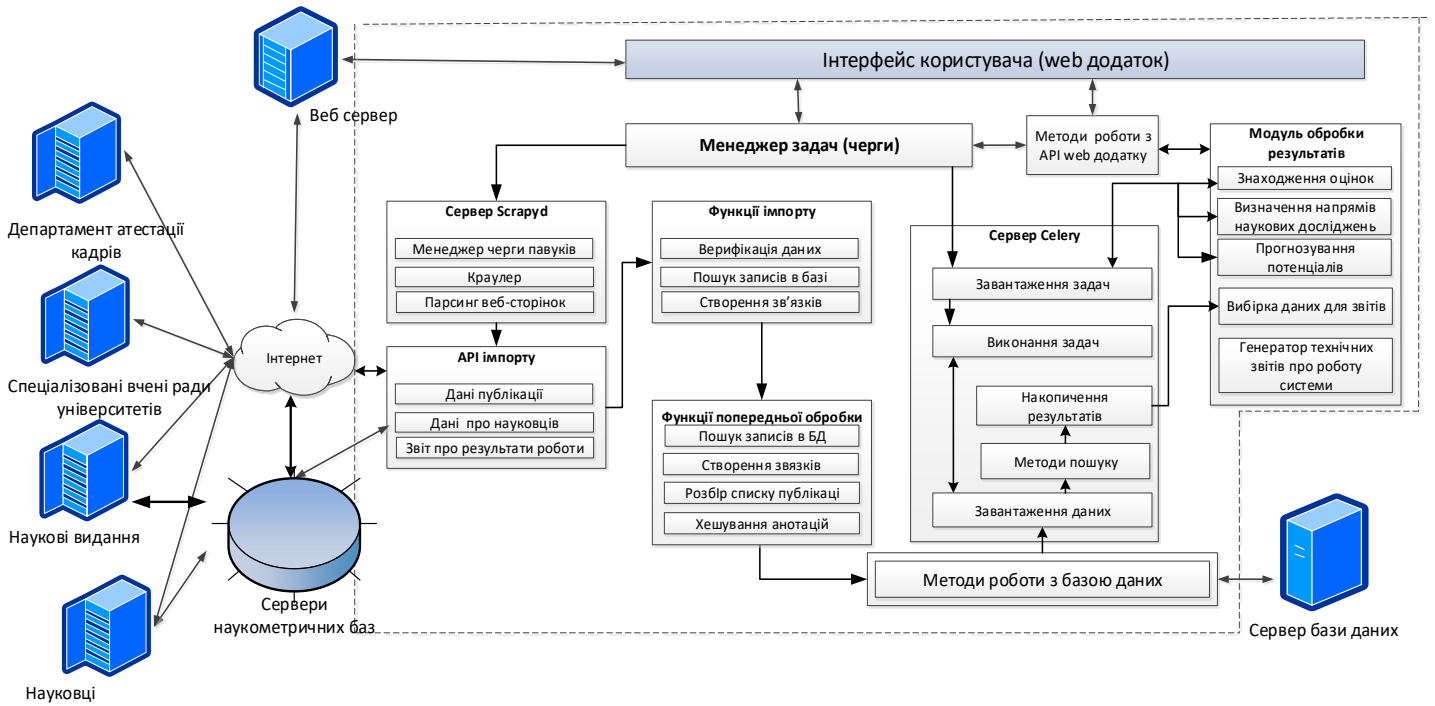 Інтерфейс користувача (web додаток)
Веб сервер
Менеджер задач (черги)
Методи роботи з
API web додатку
Модуль обробки
результатів
Знаходження оцінок
Визначення напрямів
наукових досліджень
Прогнозування
потенціалів
Вибірка даних для звітів
Генератор технічних
звітів про роботу
системи
Департамент атестації
кадрів
Спеціалізовані вчені ради
університетів
Наукові видання
Науковці
Інтернет
Сервери
наукометричних баз
Сервер Scrapyd
Менеджер черги павуків
Краулер
Парсинг веб-сторінок
API імпорту
Дані публікації
Дані про науковців
Звіт про результати роботи
Функції імпорту
Верифікація даних
Пошук записів в базі
Створення зв’язків
Функції попередньої обробки
Пошук записів в БД
Створення звязків
Розбір списку публікаці
Хешування анотацій
Сервер Celery
Завантаження задач
Виконання задач
Накопичення
результатів
Методи пошуку
Завантаження даних
Методи роботи з базою даних
Сервер бази даних